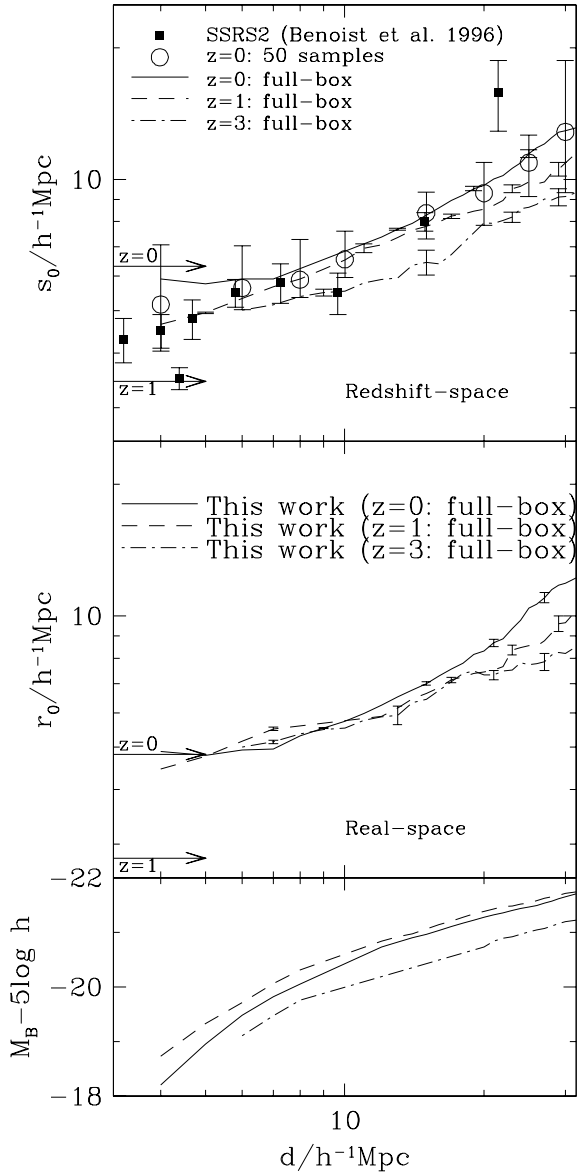 SSRS2 (Benoist et al. 1996)
z=0: 50 samples
z=0: full-box
z=1: full-box
z=3: full-box
10
s₀/h⁻¹Mpc
z=0
z=1
Redshift-space
This work (z=0: full-box)
This work (z=1: full-box)
This work (z=3: full-box)
10
r₀/h⁻¹Mpc
z=0
Real-space
z=1
−22
−20
M_B−5log h
−18
10
d/h⁻¹Mpc